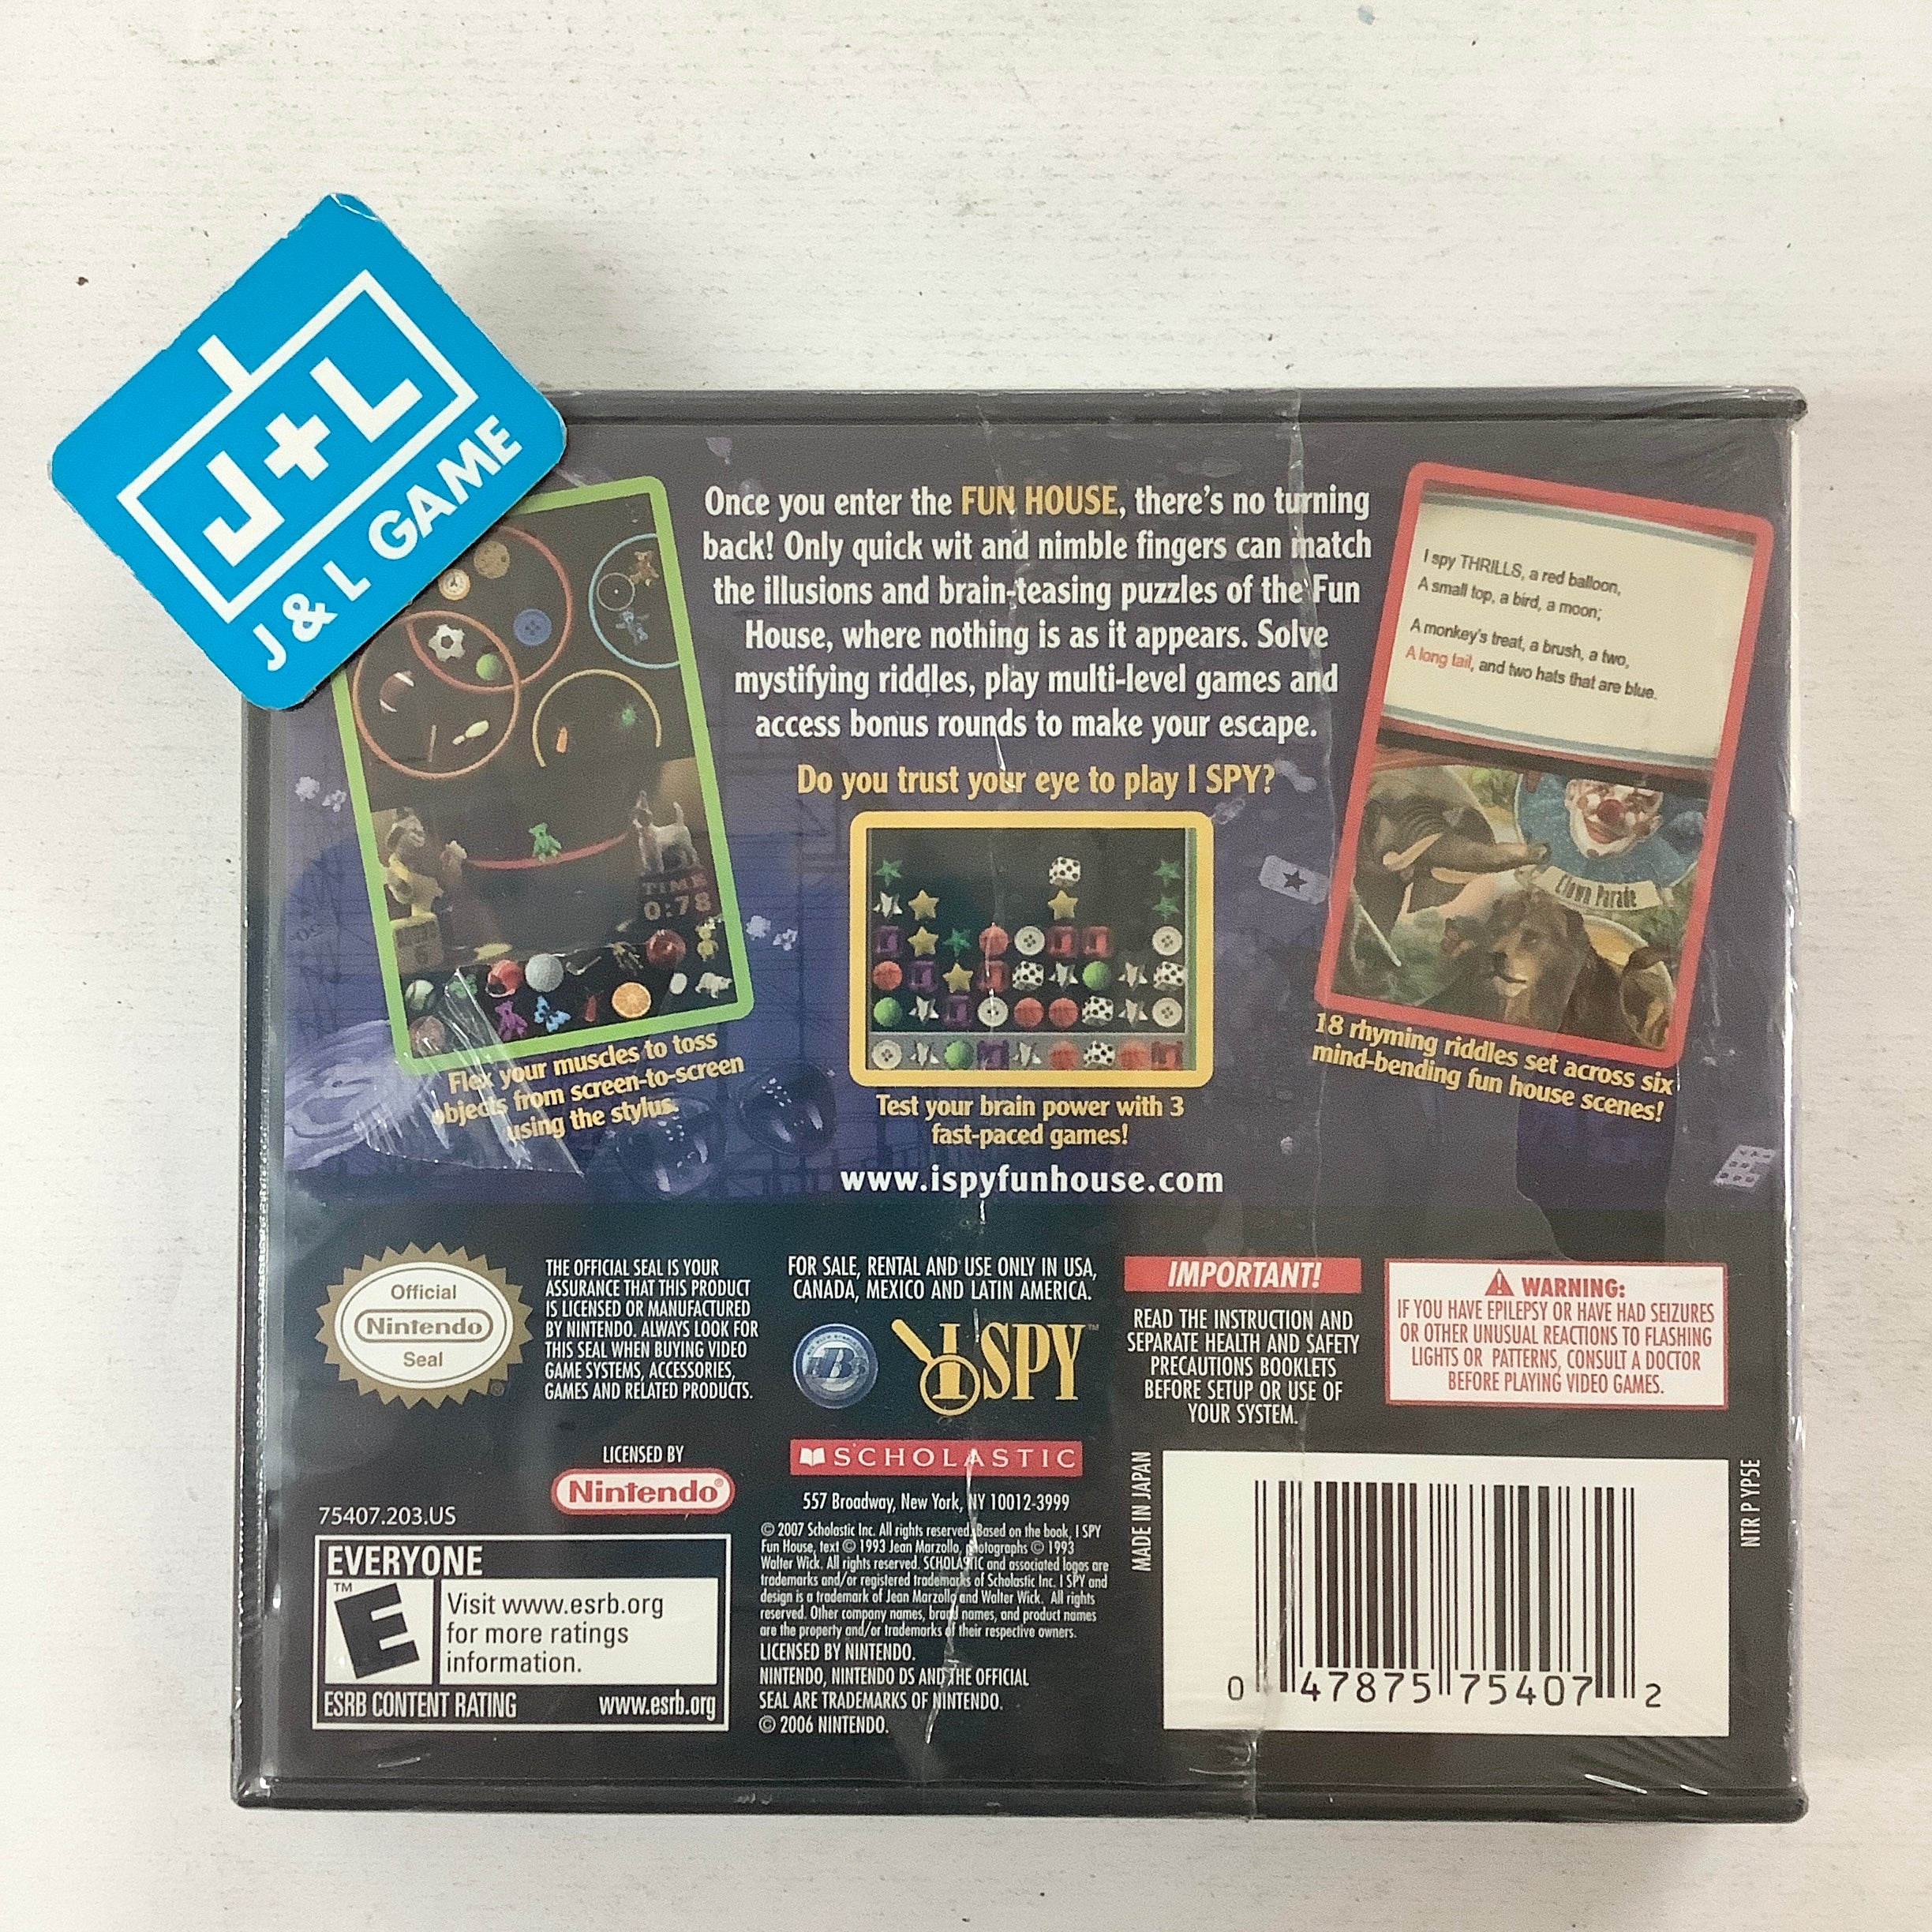 J+L
J & L GAME
Once you enter the FUN HOUSE, there's no turning
back! Only quick wit and nimble fingers can match
the illusions and brain-teasing puzzles of the Fun
House, where nothing is as it appears. Solve
mystifying riddles, play multi-level games and
access bonus rounds to make your escape.
Do you trust your eye to play I SPY?
I spy THRILLS, a red balloon,
A small top, a bird, a moon;
A monkey's treat, a brush, a two,
A long tail, and two hats that are blue.
Clown Parade
TIME
0:78
Flex your muscles to toss
objects from screen-to-screen
using the stylus.
Test your brain power with 3
fast-paced games!
18 rhyming riddles set across six
mind-bending fun house scenes!
www.ispyfunhouse.com
Official
Nintendo
Seal
THE OFFICIAL SEAL IS YOUR
ASSURANCE THAT THIS PRODUCT
IS LICENSED OR MANUFACTURED
BY NINTENDO. ALWAYS LOOK FOR
THIS SEAL WHEN BUYING VIDEO
GAME SYSTEMS, ACCESSORIES,
GAMES AND RELATED PRODUCTS.
FOR SALE, RENTAL AND USE ONLY IN USA,
CANADA, MEXICO AND LATIN AMERICA.
I SPY™
IMPORTANT!
READ THE INSTRUCTION AND
SEPARATE HEALTH AND SAFETY
PRECAUTIONS BOOKLETS
BEFORE SETUP OR USE OF
YOUR SYSTEM.
WARNING:
IF YOU HAVE EPILEPSY OR HAVE HAD SEIZURES
OR OTHER UNUSUAL REACTIONS TO FLASHING
LIGHTS OR PATTERNS, CONSULT A DOCTOR
BEFORE PLAYING VIDEO GAMES.
LICENSED BY
Nintendo®
75407.203.US
EVERYONE
E™
Visit www.esrb.org
for more ratings
information.
ESRB CONTENT RATING www.esrb.org
SCHOLASTIC
557 Broadway, New York, NY 10012-3999
© 2007 Scholastic Inc. All rights reserved. Based on the book, I SPY
Fun House, text © 1993 Jean Marzollo, photographs © 1993
Walter Wick. All rights reserved. SCHOLASTIC and associated logos are
trademarks and/or registered trademarks of Scholastic Inc. I SPY and
design is a trademark of Jean Marzollo and Walter Wick. All rights
reserved. Other company names, brand names, and product names
are the property and/or trademarks of their respective owners.
LICENSED BY NINTENDO.
NINTENDO, NINTENDO DS AND THE OFFICIAL
SEAL ARE TRADEMARKS OF NINTENDO.
© 2006 NINTENDO.
MADE IN JAPAN
0 47875 75407 2
NTR P YP5E